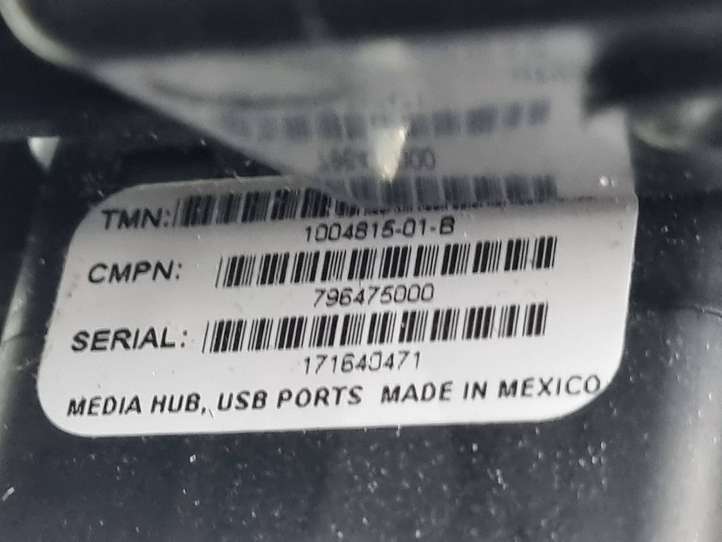 TMN:
1004815-01-B
CMPN:
796475000
SERIAL:
171640471
MEDIA HUB, USB PORTS MADE IN MEXICO